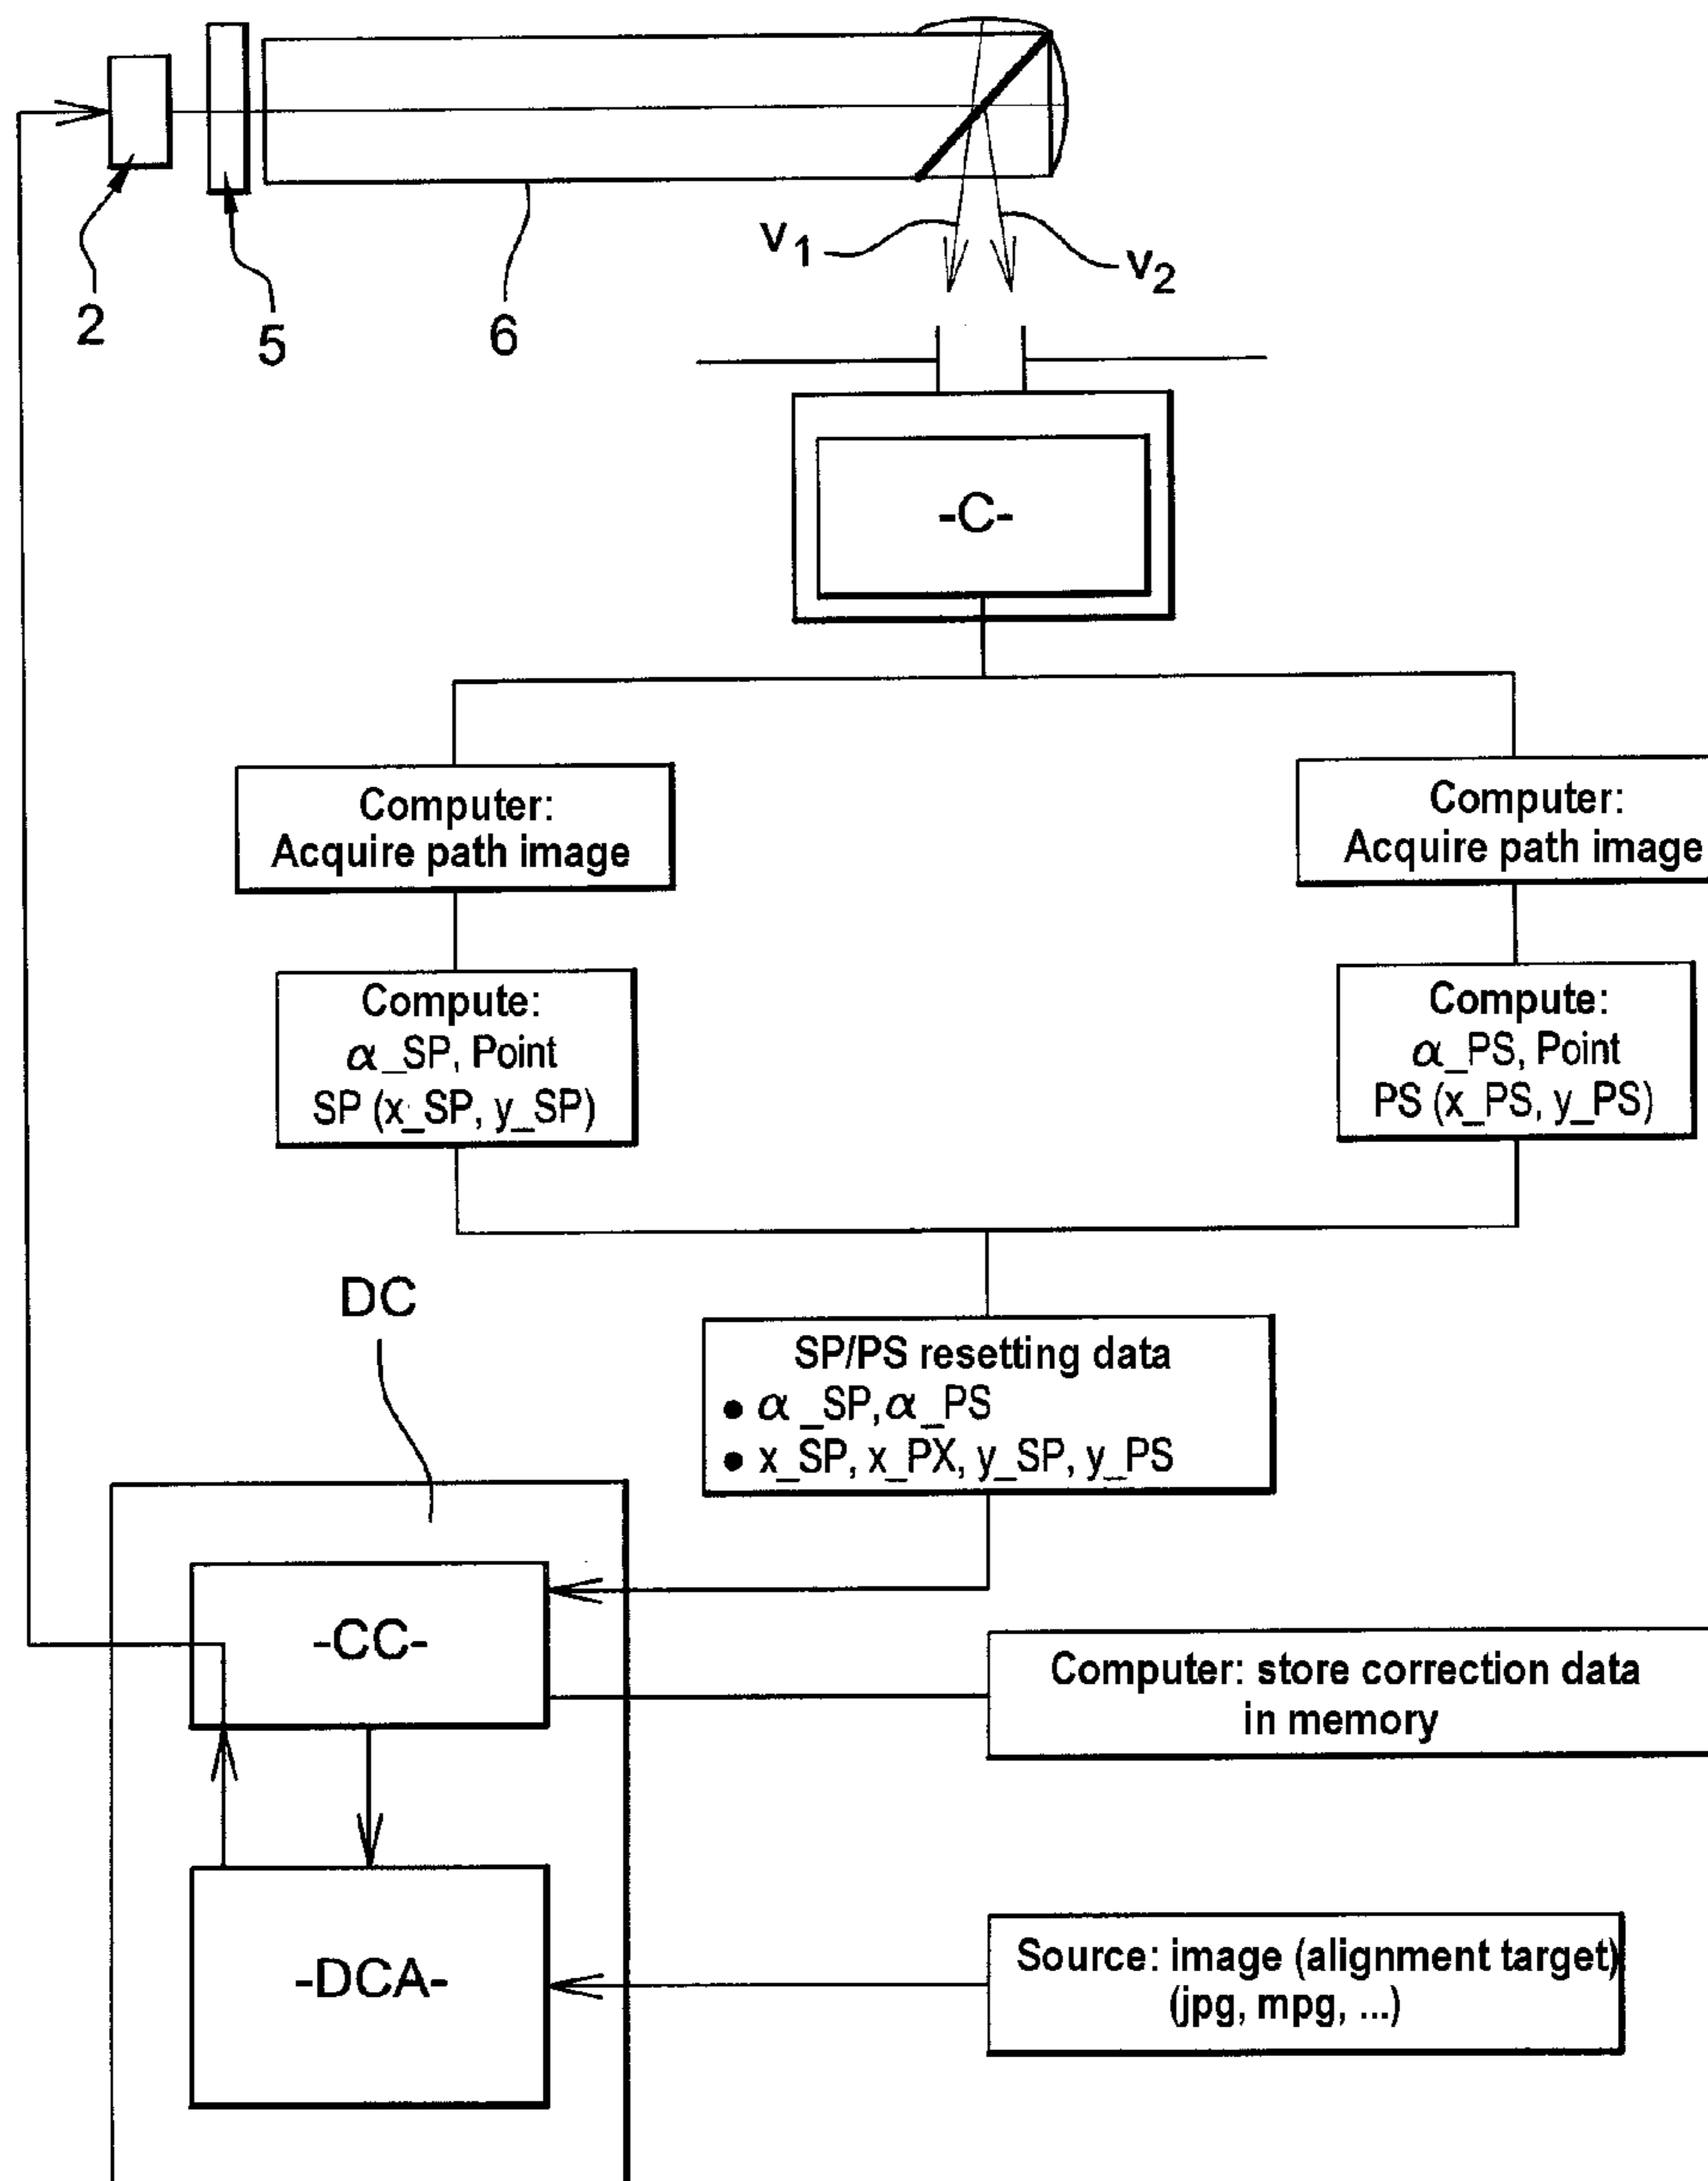 2
5
6
v1
v2
-C-
Computer:
Acquire path image
Computer:
Acquire path image
Compute:
α_SP, Point
SP (x_SP, y_SP)
Compute:
α_PS, Point
PS (x_PS, y_PS)
DC
SP/PS resetting data
• α_SP, α_PS
• x_SP, x_PX, y_SP, y_PS
-CC-
Computer: store correction data
in memory
-DCA-
Source: image (alignment target)
(jpg, mpg, ...)